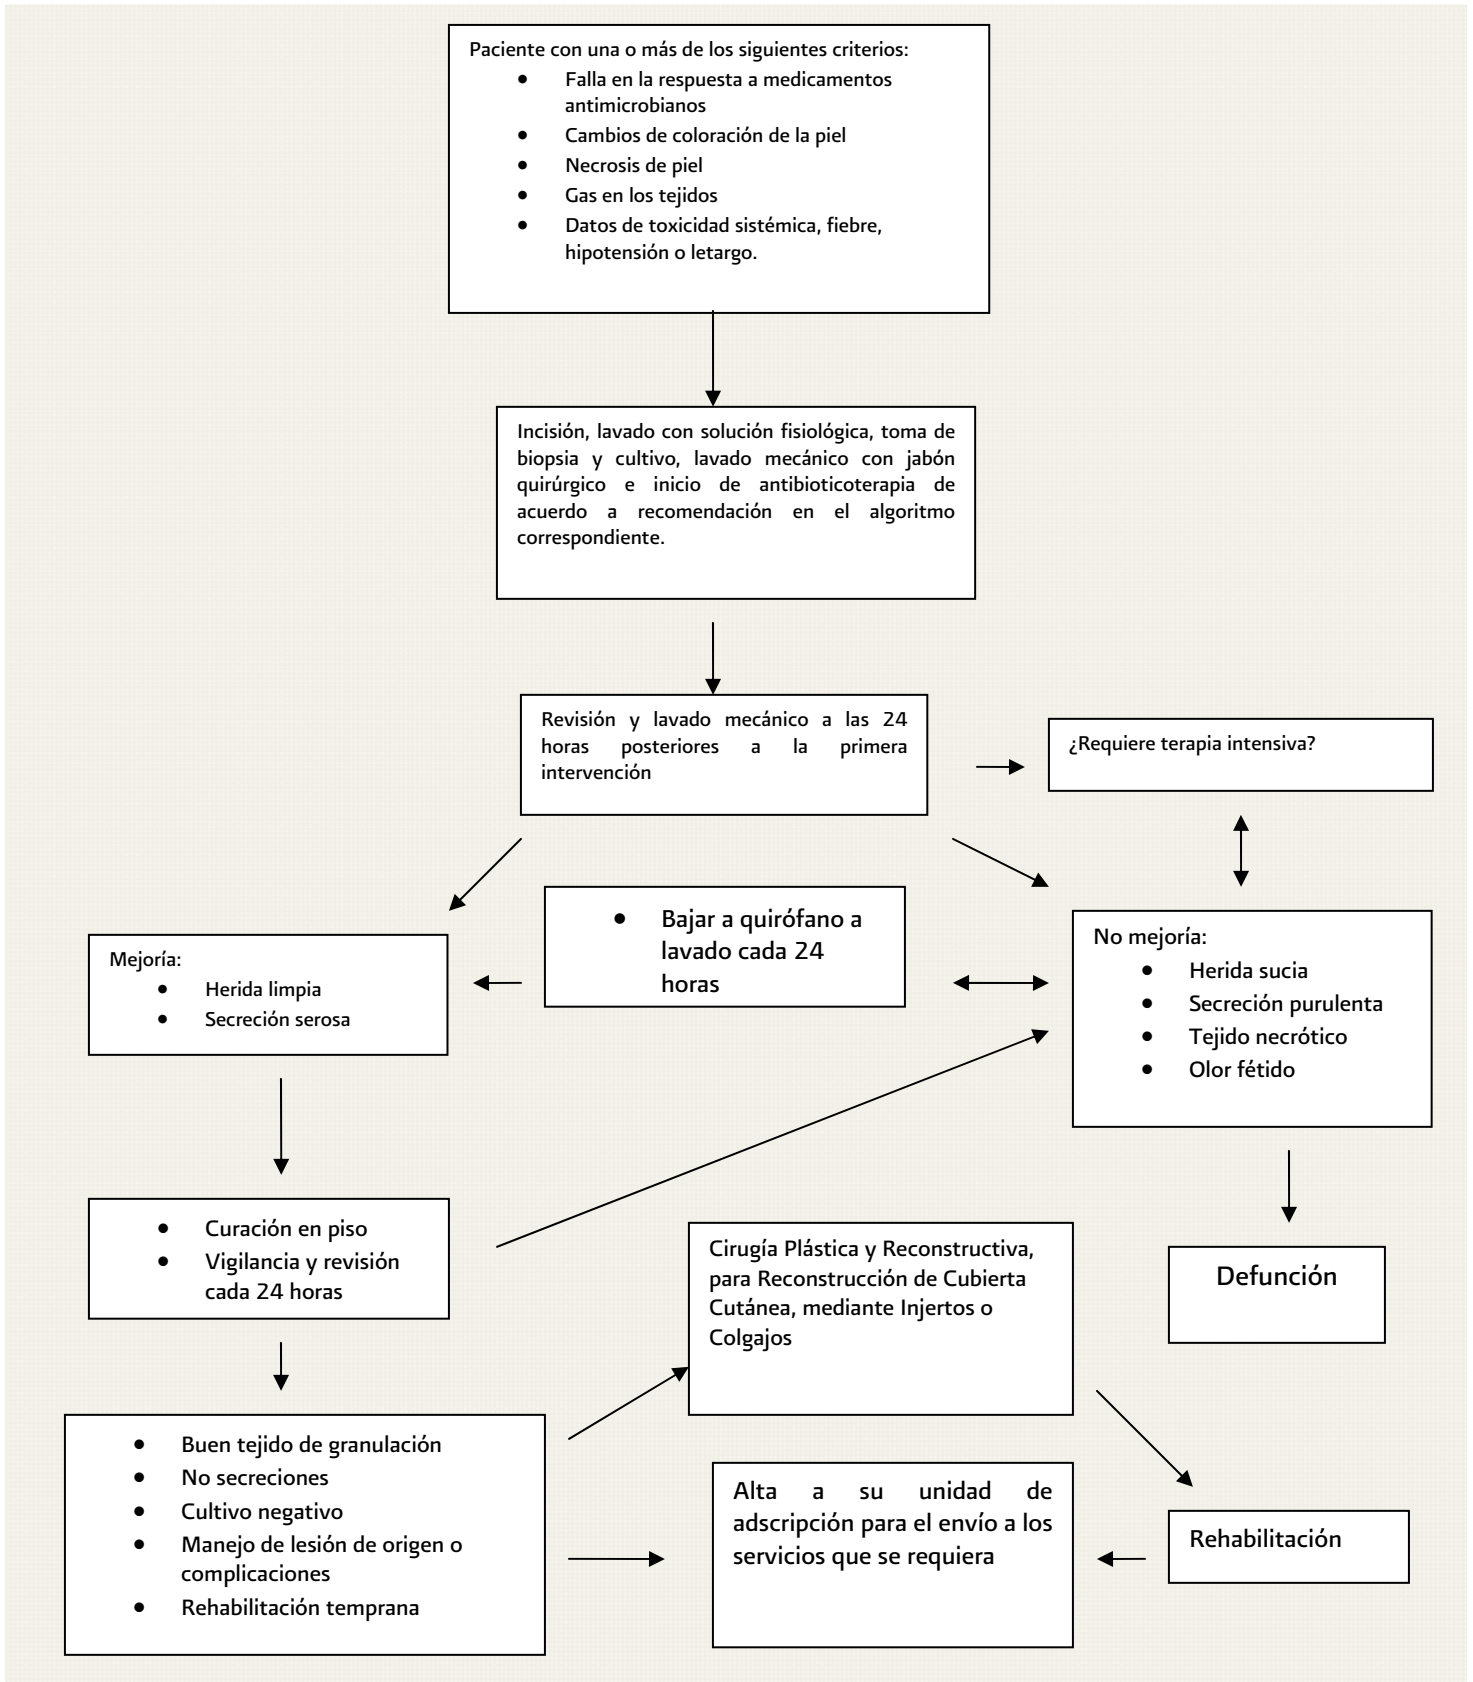 Paciente con una o más de los siguientes criterios:
• Falla en la respuesta a medicamentos
antimicrobianos
• Cambios de coloración de la piel
• Necrosis de piel
• Gas en los tejidos
• Datos de toxicidad sistémica, fiebre,
hipotensión o letargo.
Incisión, lavado con solución fisiológica, toma de
biopsia y cultivo, lavado mecánico con jabón
quirúrgico e inicio de antibioticoterapia de
acuerdo a recomendación en el algoritmo
correspondiente.
Revisión y lavado mecánico a las 24
horas posteriores a la primera
intervención
¿Requiere terapia intensiva?
• Bajar a quirófano a
lavado cada 24
horas
Mejoría:
• Herida limpia
• Secreción serosa
No mejoría:
• Herida sucia
• Secreción purulenta
• Tejido necrótico
• Olor fétido
• Curación en piso
• Vigilancia y revisión
cada 24 horas
Cirugía Plástica y Reconstructiva,
para Reconstrucción de Cubierta
Cutánea, mediante Injertos o
Colgajos
Defunción
• Buen tejido de granulación
• No secreciones
• Cultivo negativo
• Manejo de lesión de origen o
complicaciones
• Rehabilitación temprana
Alta a su unidad de
adscripción para el envío a los
servicios que se requiera
Rehabilitación